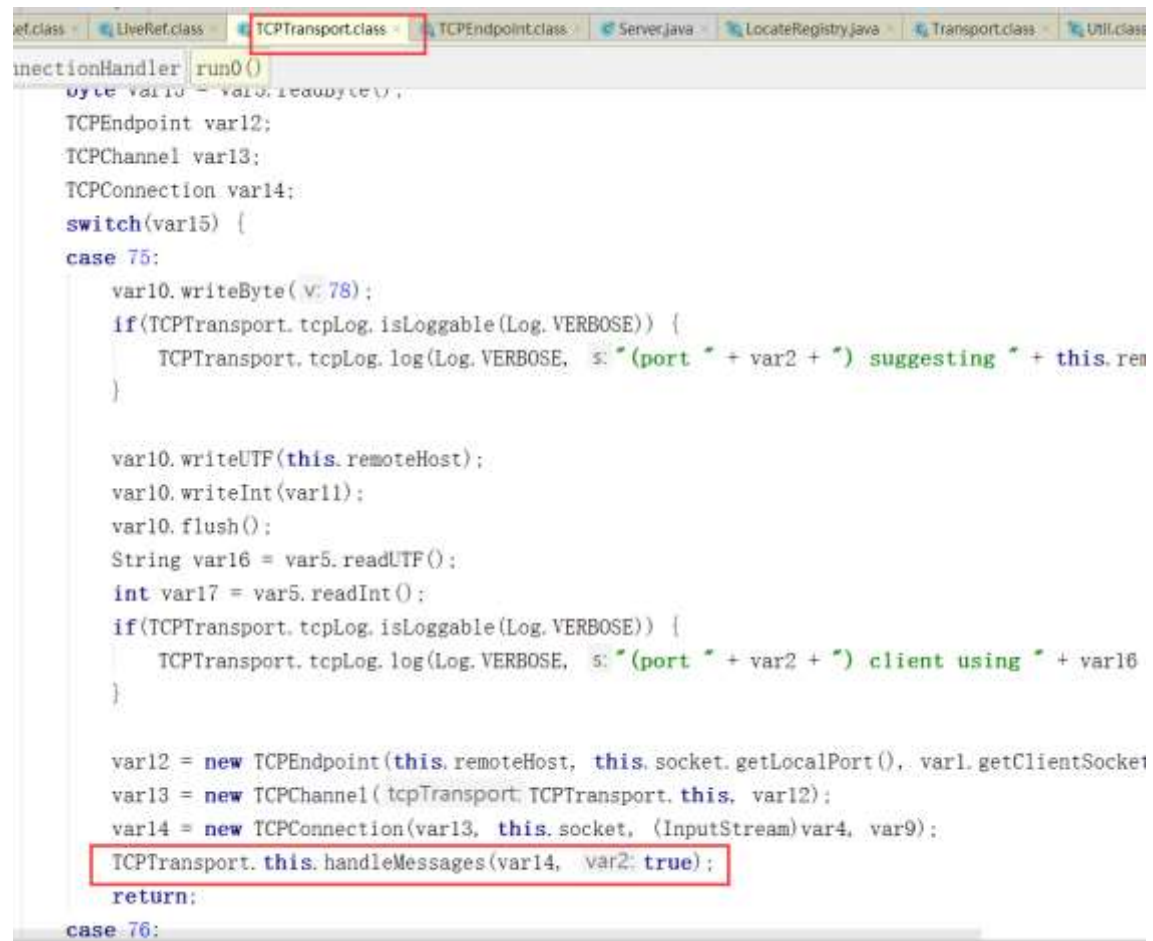 ef.class LiveRef.class TCPTransport.class TCPEndpoint.class Server.java LocateRegistry.java Transport.class Util.class
nnectionHandler run0()
byte var15 = var5.readByte();
TCPEndpoint var12;
TCPChannel var13;
TCPConnection var14;
switch(var15) {
case 75:
var10.writeByte( v: 78);
if(TCPTransport.tcpLog.isLoggable(Log.VERBOSE)) {
TCPTransport.tcpLog.log(Log.VERBOSE, s: "(port " + var2 + ") suggesting " + this.rem
}
var10.writeUTF(this.remoteHost);
var10.writeInt(var11);
var10.flush();
String var16 = var5.readUTF();
int var17 = var5.readInt();
if(TCPTransport.tcpLog.isLoggable(Log.VERBOSE)) {
TCPTransport.tcpLog.log(Log.VERBOSE, s: "(port " + var2 + ") client using " + var16
}
var12 = new TCPEndpoint(this.remoteHost, this.socket.getLocalPort(), var1.getClientSocket
var13 = new TCPChannel( tcpTransport: TCPTransport.this, var12);
var14 = new TCPConnection(var13, this.socket, (InputStream)var4, var9);
TCPTransport.this.handleMessages(var14, var2: true);
return;
case 76: